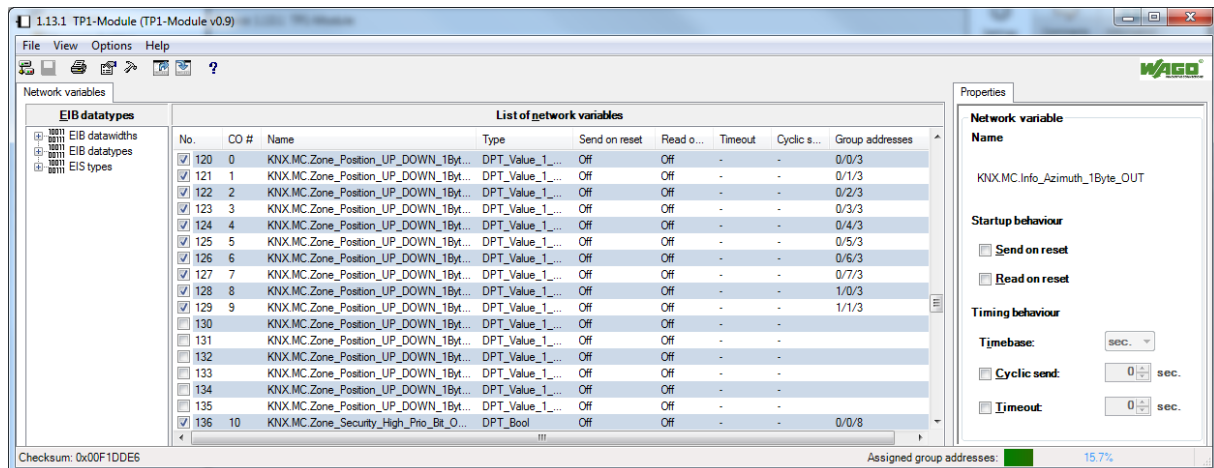 1.13.1 TP1-Module (TP1-Module v0.9)
File View Options Help
WAGO
Network variables
Properties
EIB datatypes
EIB datawidths
EIB datatypes
EIS types
List of network variables
No. CO # Name Type Send on reset Read o... Timeout Cyclic s... Group addresses
120 0 KNX.MC.Zone_Position_UP_DOWN_1Byt... DPT_Value_1_... Off Off - - 0/0/3
121 1 KNX.MC.Zone_Position_UP_DOWN_1Byt... DPT_Value_1_... Off Off - - 0/1/3
122 2 KNX.MC.Zone_Position_UP_DOWN_1Byt... DPT_Value_1_... Off Off - - 0/2/3
123 3 KNX.MC.Zone_Position_UP_DOWN_1Byt... DPT_Value_1_... Off Off - - 0/3/3
124 4 KNX.MC.Zone_Position_UP_DOWN_1Byt... DPT_Value_1_... Off Off - - 0/4/3
125 5 KNX.MC.Zone_Position_UP_DOWN_1Byt... DPT_Value_1_... Off Off - - 0/5/3
126 6 KNX.MC.Zone_Position_UP_DOWN_1Byt... DPT_Value_1_... Off Off - - 0/6/3
127 7 KNX.MC.Zone_Position_UP_DOWN_1Byt... DPT_Value_1_... Off Off - - 0/7/3
128 8 KNX.MC.Zone_Position_UP_DOWN_1Byt... DPT_Value_1_... Off Off - - 1/0/3
129 9 KNX.MC.Zone_Position_UP_DOWN_1Byt... DPT_Value_1_... Off Off - - 1/1/3
130 KNX.MC.Zone_Position_UP_DOWN_1Byt... DPT_Value_1_... Off Off - -
131 KNX.MC.Zone_Position_UP_DOWN_1Byt... DPT_Value_1_... Off Off - -
132 KNX.MC.Zone_Position_UP_DOWN_1Byt... DPT_Value_1_... Off Off - -
133 KNX.MC.Zone_Position_UP_DOWN_1Byt... DPT_Value_1_... Off Off - -
134 KNX.MC.Zone_Position_UP_DOWN_1Byt... DPT_Value_1_... Off Off - -
135 KNX.MC.Zone_Position_UP_DOWN_1Byt... DPT_Value_1_... Off Off - -
136 10 KNX.MC.Zone_Security_High_Prio_Bit_O... DPT_Bool Off Off - - 0/0/8
Network variable
Name
KNX.MC.Info_Azimuth_1Byte_OUT
Startup behaviour
Send on reset
Read on reset
Timing behaviour
Timebase: sec.
Cyclic send: 0 sec.
Timeout: 0 sec.
Checksum: 0x00F1DDE6
Assigned group addresses: 15.7%